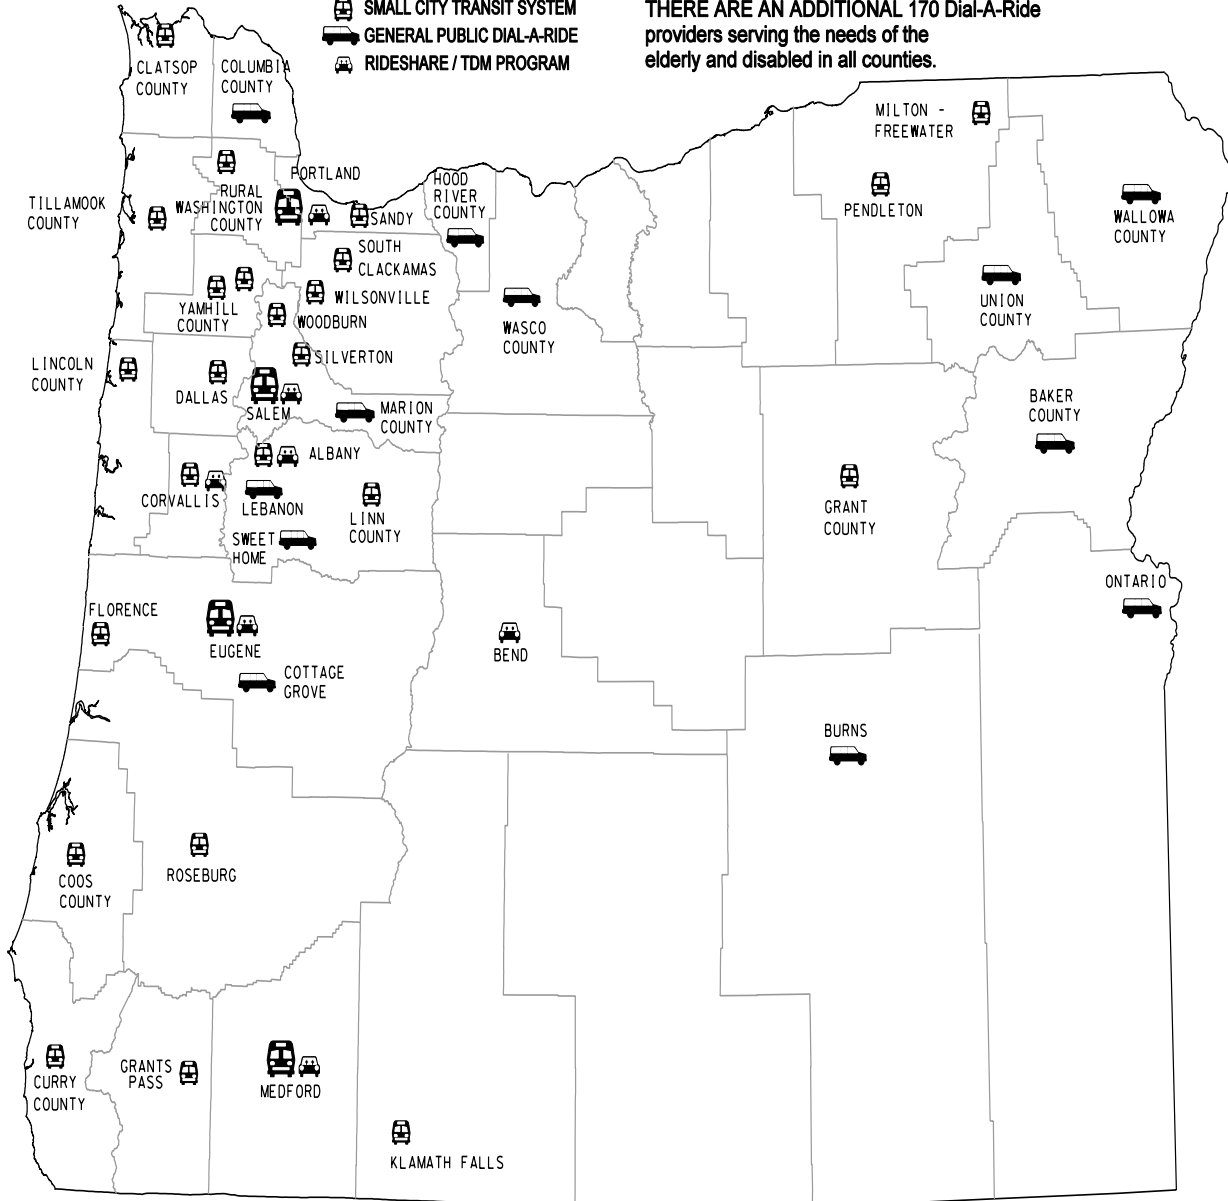 SMALL CITY TRANSIT SYSTEM
GENERAL PUBLIC DIAL-A-RIDE
RIDESHARE / TDM PROGRAM
THERE ARE AN ADDITIONAL 170 Dial-A-Ride
providers serving the needs of the
elderly and disabled in all counties.
CLATSOP
COUNTY
COLUMBIA
COUNTY
MILTON -
FREEWATER
PORTLAND
HOOD
RIVER
COUNTY
TILLAMOOK
COUNTY
RURAL
WASHINGTON
COUNTY
SANDY
PENDLETON
WALLOWA
COUNTY
SOUTH
CLACKAMAS
WILSONVILLE
YAMHILL
COUNTY
WOODBURN
WASCO
COUNTY
UNION
COUNTY
LINCOLN
COUNTY
SILVERTON
DALLAS
SALEM
MARION
COUNTY
BAKER
COUNTY
ALBANY
CORVALLIS
LEBANON
LINN
COUNTY
GRANT
COUNTY
SWEET
HOME
ONTARIO
FLORENCE
EUGENE
BEND
COTTAGE
GROVE
BURNS
COOS
COUNTY
ROSEBURG
CURRY
COUNTY
GRANTS
PASS
MEDFORD
KLAMATH FALLS